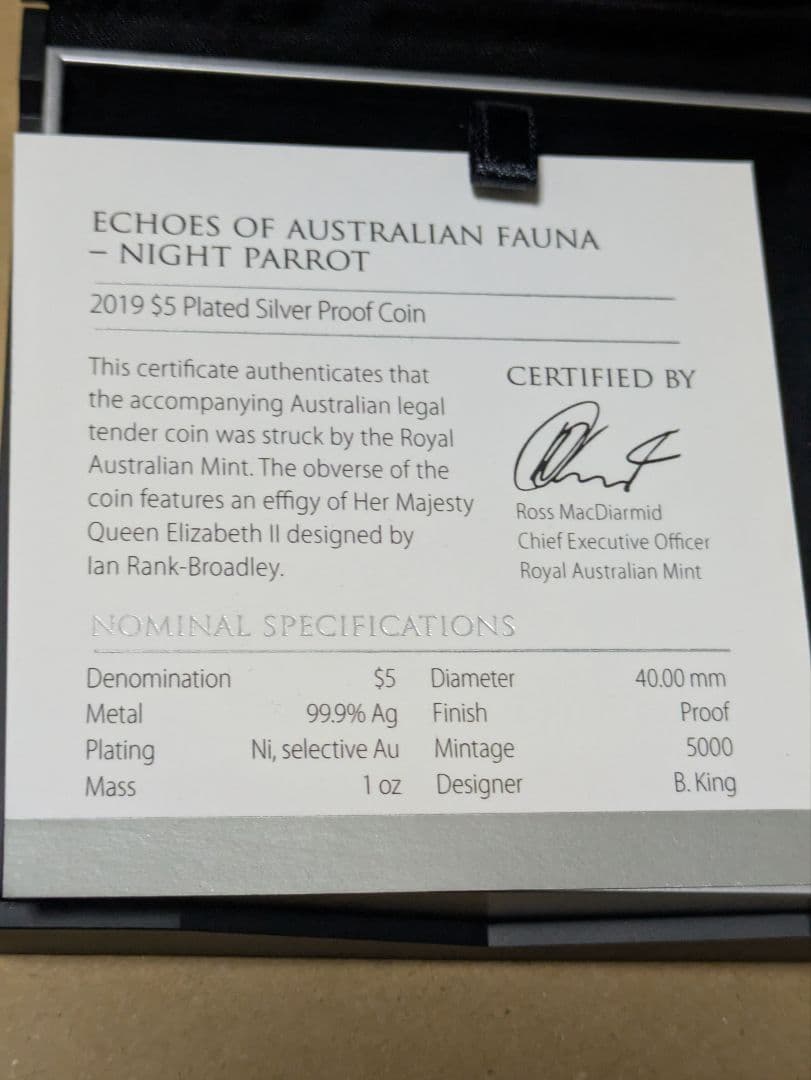 ECHOES OF AUSTRALIAN FAUNA
– NIGHT PARROT
2019 $5 Plated Silver Proof Coin
This certificate authenticates that
the accompanying Australian legal
tender coin was struck by the Royal
Australian Mint. The obverse of the
coin features an effigy of Her Majesty
Queen Elizabeth II designed by
Ian Rank-Broadley.
CERTIFIED BY
Ross MacDiarmid
Chief Executive Officer
Royal Australian Mint
NOMINAL SPECIFICATIONS
Denomination $5 Diameter 40.00 mm
Metal 99.9% Ag Finish Proof
Plating Ni, selective Au Mintage 5000
Mass 1 oz Designer B. King